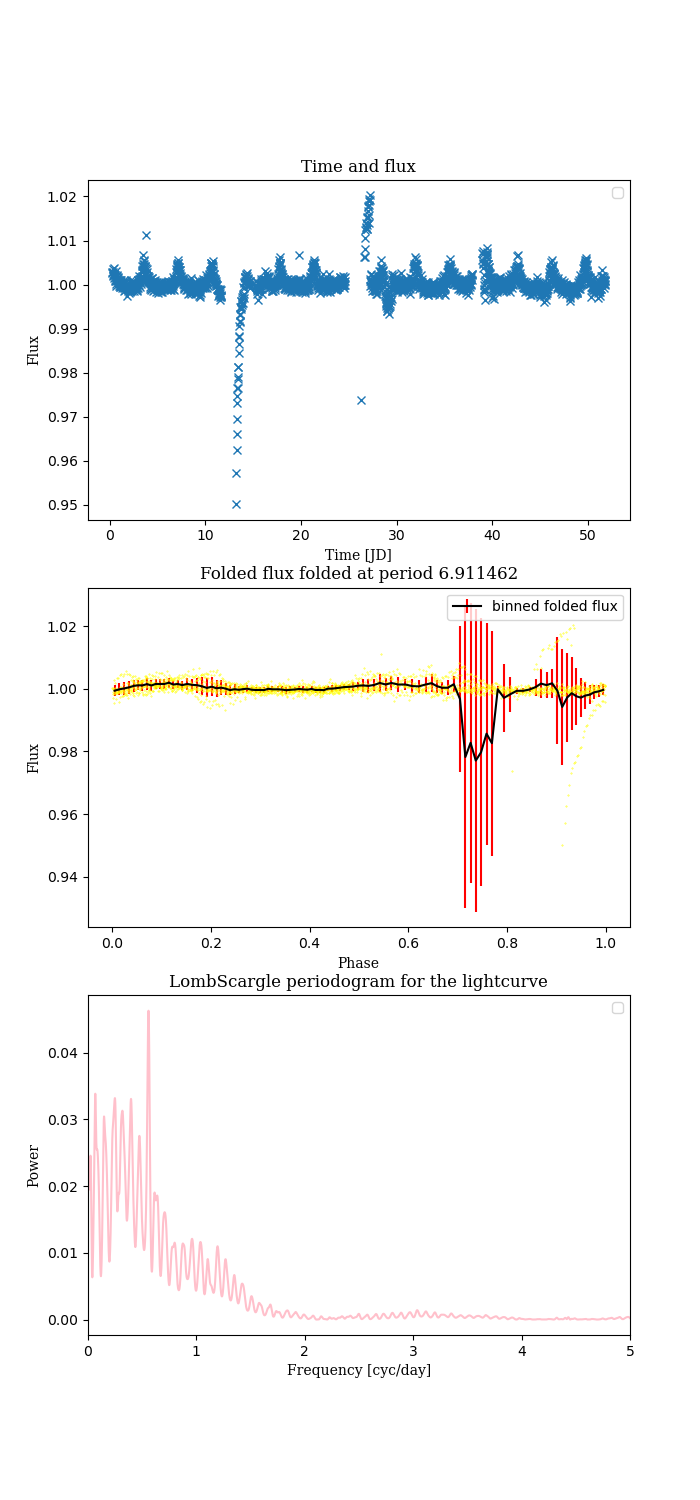 Time and flux
1.02
1.01
1.00
0.99
0.98
0.97
0.96
0.95
Flux
0 10 20 30 40 50
Time [JD]
Folded flux folded at period 6.911462
binned folded flux
1.02
1.00
0.98
0.96
0.94
Flux
0.0 0.2 0.4 0.6 0.8 1.0
Phase
LombScargle periodogram for the lightcurve
0.04
0.03
0.02
0.01
0.00
Power
0 1 2 3 4 5
Frequency [cyc/day]